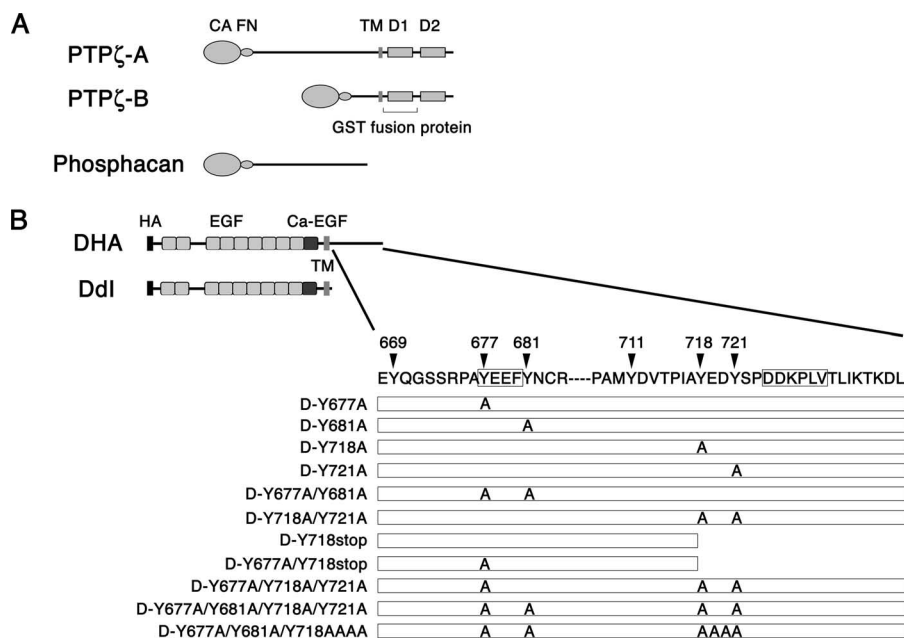 A
CA FN TM D1 D2
PTPζ-A
PTPζ-B
GST fusion protein
Phosphacan
B
HA EGF Ca-EGF
DHA
TM
DdI
669 677 681 711 718 721
EYQGSSRPAYEEFYNCR----PAMYDVTPIAYEDYSPDDKPLVTLIKTKDL
D-Y677A A
D-Y681A A
D-Y718A A
D-Y721A A
D-Y677A/Y681A A A
D-Y718A/Y721A A A
D-Y718stop
D-Y677A/Y718stop A
D-Y677A/Y718A/Y721A A A A
D-Y677A/Y681A/Y718A/Y721A A A A A
D-Y677A/Y681A/Y718AAAA A A AAAA